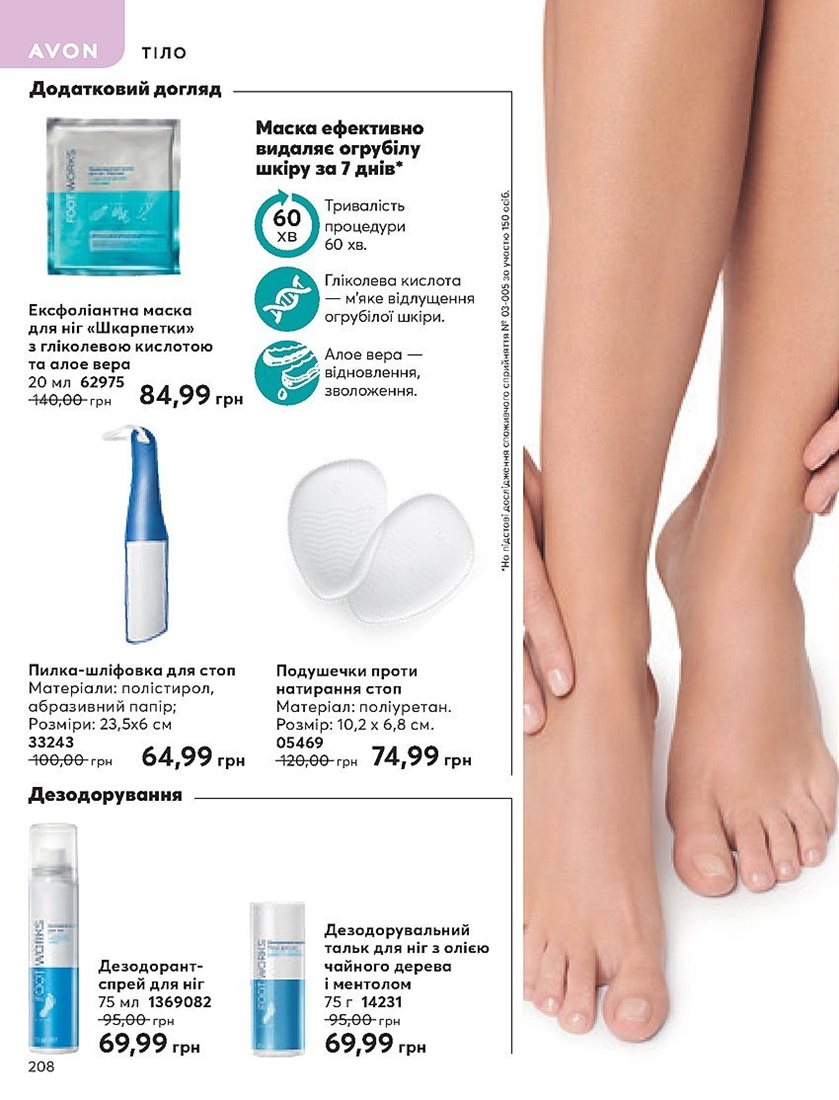 AVON
ТІЛО
Додатковий догляд
FOOT WORKS
Маска ефективно
видаляє огрубілу
шкіру за 7 днів*
60
ХВ
Тривалість
процедури
60 хв.
Гліколева кислота
— м'яке відлущення
огрубілої шкіри.
Алое вера —
відновлення,
зволоження.
Ексфоліантна маска
для ніг «Шкарпетки»
з гліколевою кислотою
та алое вера
20 мл 62975
140,00 грн 84,99 грн
*На підставі дослідження споживчого сприйняття № 03-005 за участю 150 осіб.
Пилка-шліфовка для стоп
Матеріали: полістирол,
абразивний папір;
Розміри: 23,5х6 см
33243
100,00 грн 64,99 грн
Подушечки проти
натирання стоп
Матеріал: поліуретан.
Розмір: 10,2 х 6,8 см.
05469
120,00 грн 74,99 грн
Дезодорування
FOOT WORKS
Дезодорант-
спрей для ніг
75 мл 1369082
95,00 грн
69,99 грн
FOOT WORKS
Дезодорувальний
тальк для ніг з олією
чайного дерева
і ментолом
75 г 14231
95,00 грн
69,99 грн
208